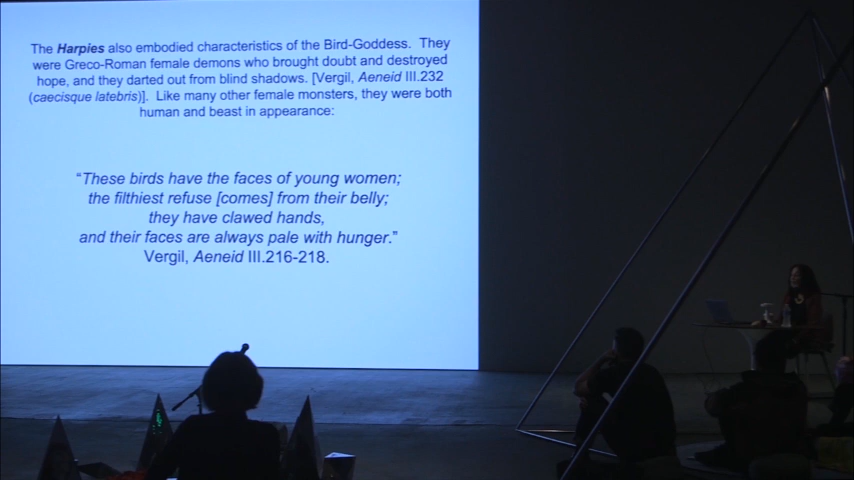 The Harpies also embodied characteristics of the Bird-Goddess. They
were Greco-Roman female demons who brought doubt and destroyed
hope, and they darted out from blind shadows. [Vergil, Aeneid III.232
(caecisque latebris)]. Like many other female monsters, they were both
human and beast in appearance:
“These birds have the faces of young women;
the filthiest refuse [comes] from their belly;
they have clawed hands,
and their faces are always pale with hunger.”
Vergil, Aeneid III.216-218.